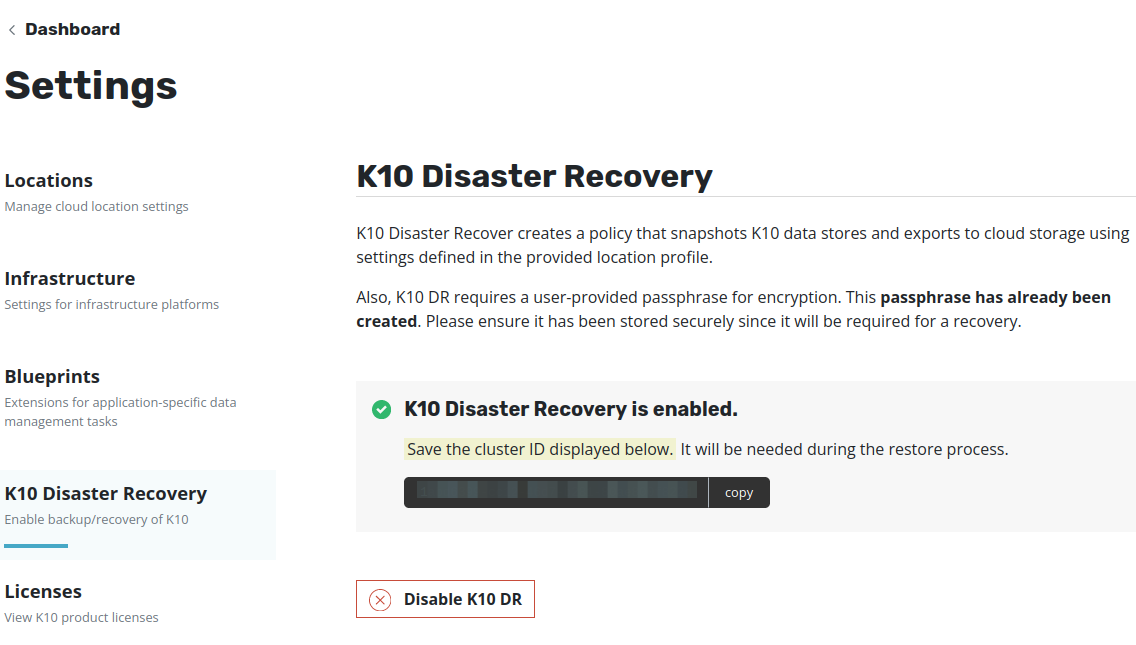 Dashboard
Settings
Locations
Manage cloud location settings
Infrastructure
Settings for infrastructure platforms
Blueprints
Extensions for application-specific data
management tasks
K10 Disaster Recovery
Enable backup/recovery of K10
Licenses
View K10 product licenses
K10 Disaster Recovery
K10 Disaster Recover creates a policy that snapshots K10 data stores and exports to cloud storage using
settings defined in the provided location profile.
Also, K10 DR requires a user-provided passphrase for encryption. This passphrase has already been
created. Please ensure it has been stored securely since it will be required for a recovery.
K10 Disaster Recovery is enabled.
Save the cluster ID displayed below. It will be needed during the restore process.
copy
Disable K10 DR